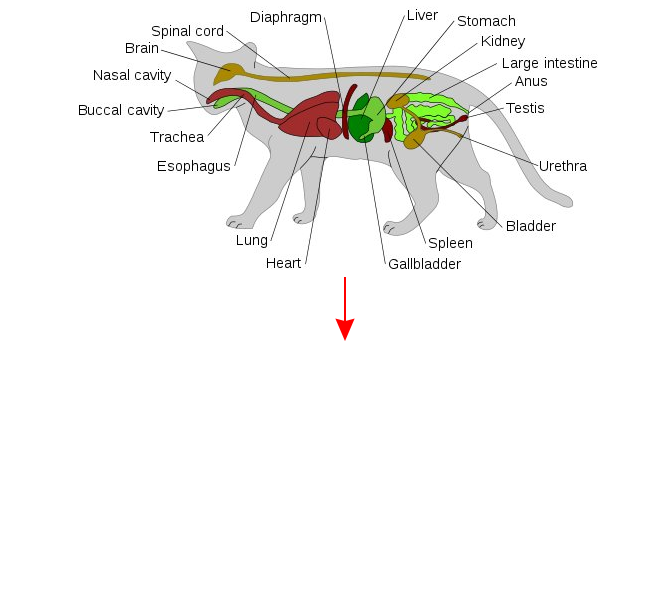 Diaphragm
Liver
Stomach
Spinal cord
Kidney
Brain
Large intestine
Nasal cavity
Anus
Buccal cavity
Testis
Trachea
Esophagus
Urethra
Bladder
Lung
Spleen
Heart
Gallbladder